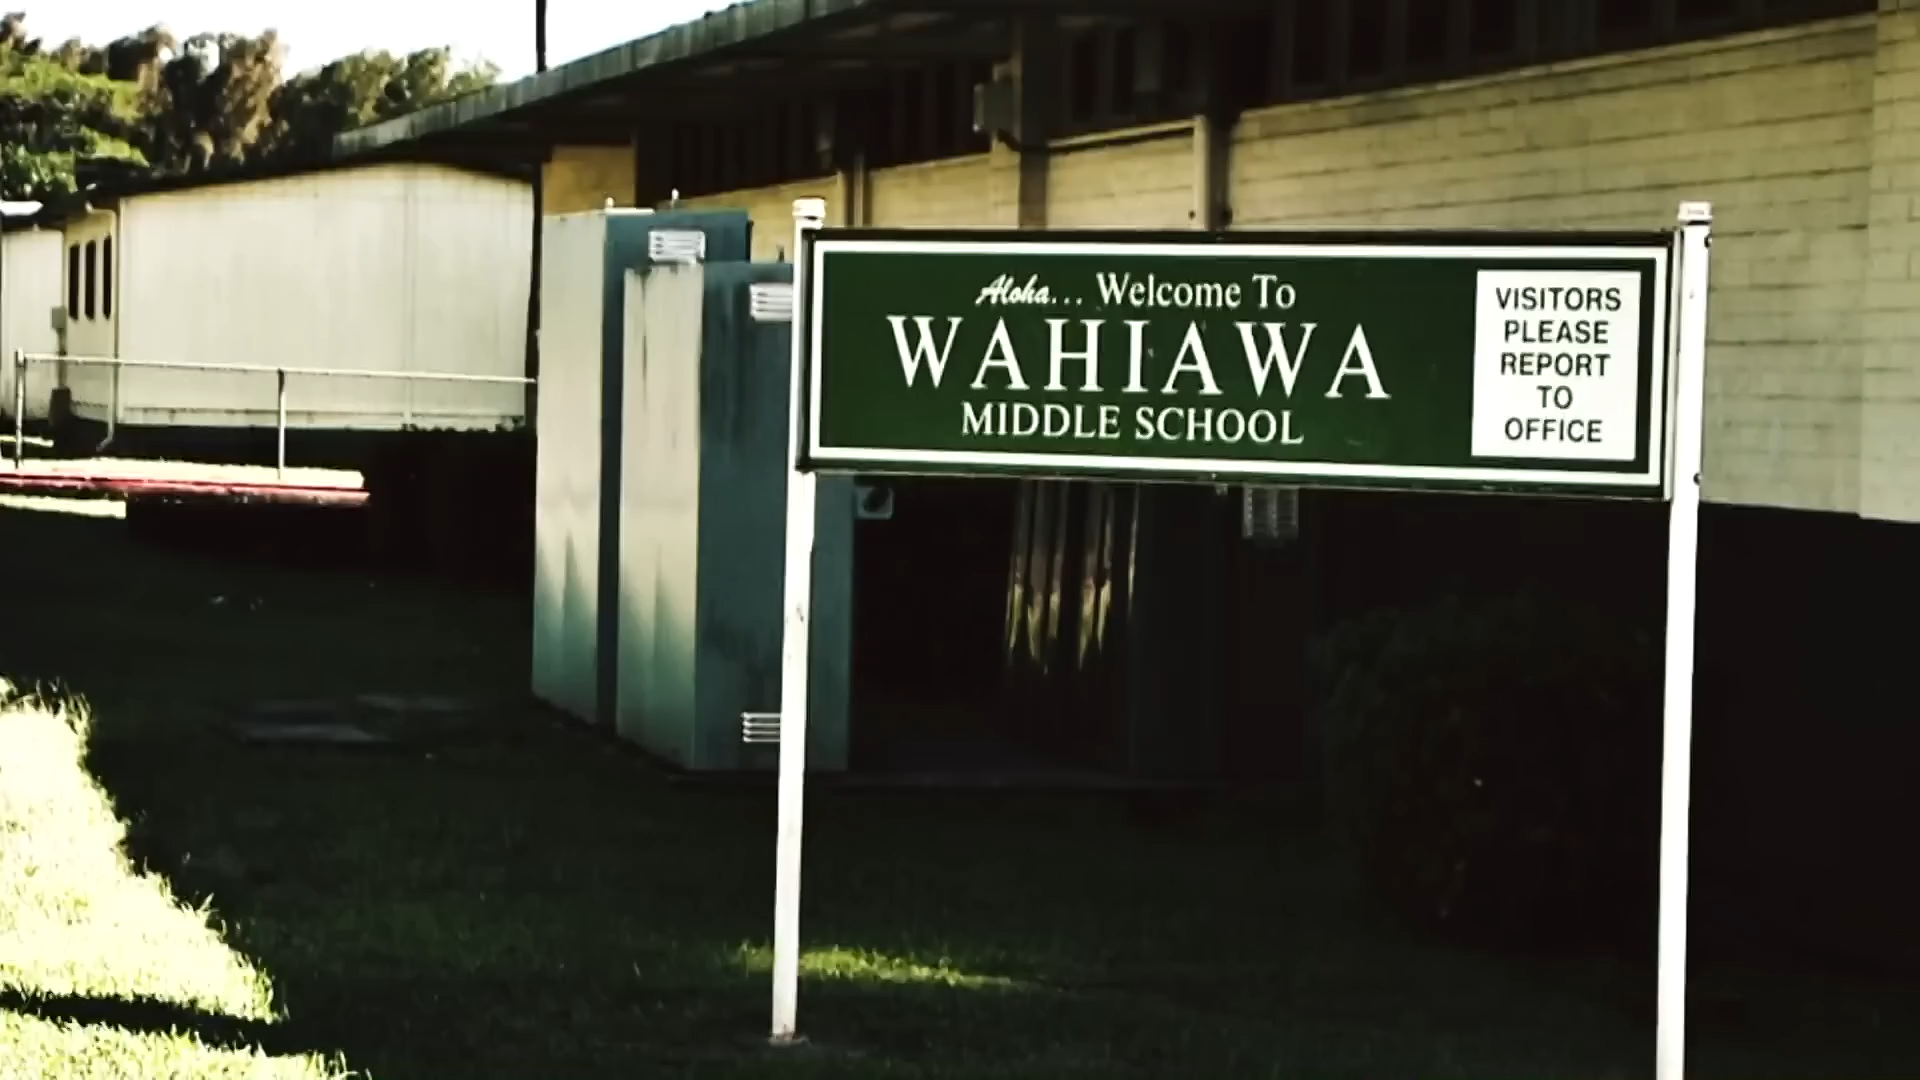 Aloha... Welcome To
WAHIAWA
MIDDLE SCHOOL
VISITORS
PLEASE
REPORT
TO
OFFICE